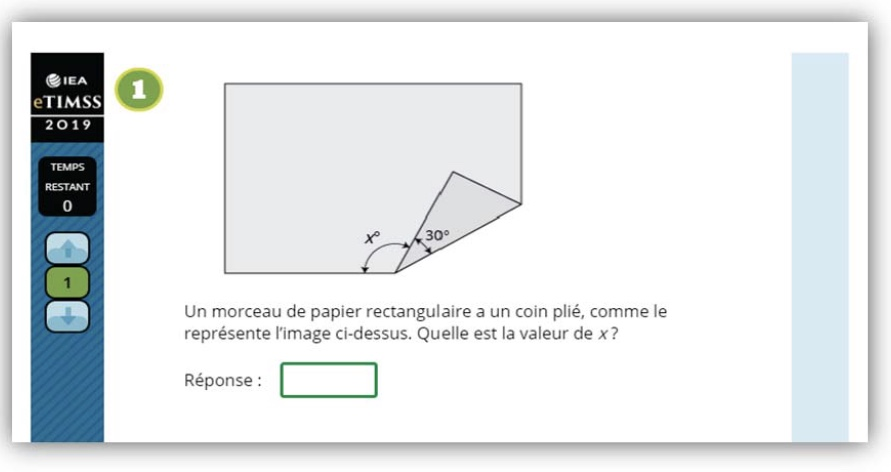 IEA
eTIMSS
2019
TEMPS
RESTANT
0
1
1
x°
30°
Un morceau de papier rectangulaire a un coin plié, comme le
représente l'image ci-dessus. Quelle est la valeur de x ?
Réponse :